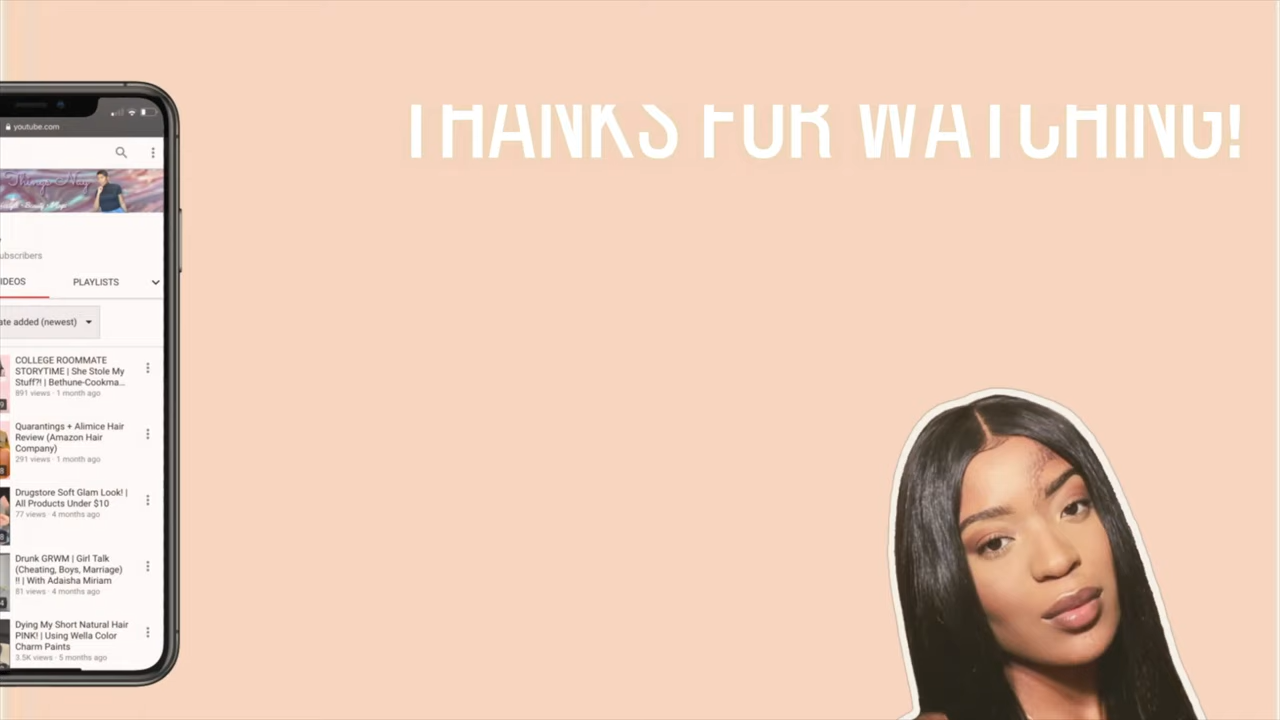 THANKS FOR WATCHING!
youtube.com
Things Nay
ubscribers
IDEOS PLAYLISTS
ate added (newest)
COLLEGE ROOMMATE
STORYTIME | She Stole My
Stuff?! | Bethune-Cookma...
891 views · 1 month ago
Quarantings + Alimice Hair
Review (Amazon Hair
Company)
291 views · 1 month ago
Drugstore Soft Glam Look! |
All Products Under $10
77 views · 4 months ago
Drunk GRWM | Girl Talk
(Cheating, Boys, Marriage)
!! | With Adaisha Miriam
81 views · 4 months ago
Dying My Short Natural Hair
PINK! | Using Wella Color
Charm Paints
3.5K views · 5 months ago